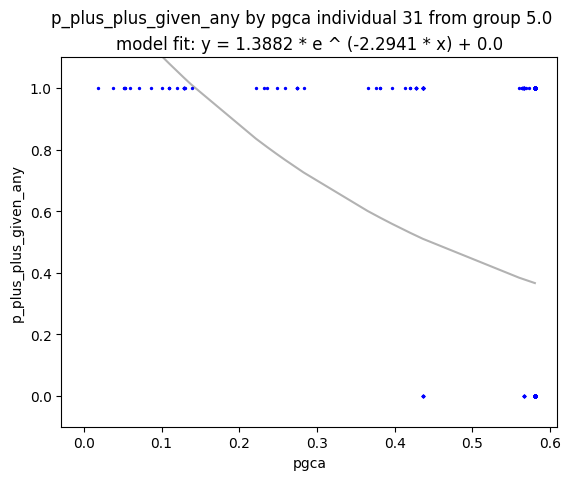 p_plus_plus_given_any by pgca individual 31 from group 5.0
model fit: y = 1.3882 * e ^ (-2.2941 * x) + 0.0
1.0
0.8
0.6
0.4
0.2
0.0
p_plus_plus_given_any
0.0 0.1 0.2 0.3 0.4 0.5 0.6
pgca